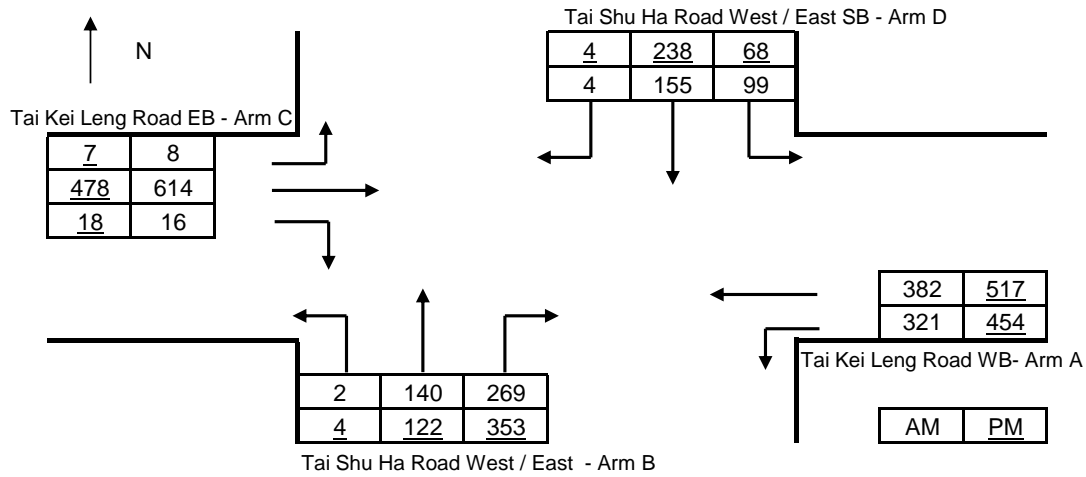 Tai Shu Ha Road West / East SB - Arm D
N
4 238 68
4 155 99
Tai Kei Leng Road EB - Arm C
7 8
478 614
18 16
382 517
321 454
Tai Kei Leng Road WB- Arm A
2 140 269
4 122 353
AM PM
Tai Shu Ha Road West / East - Arm B